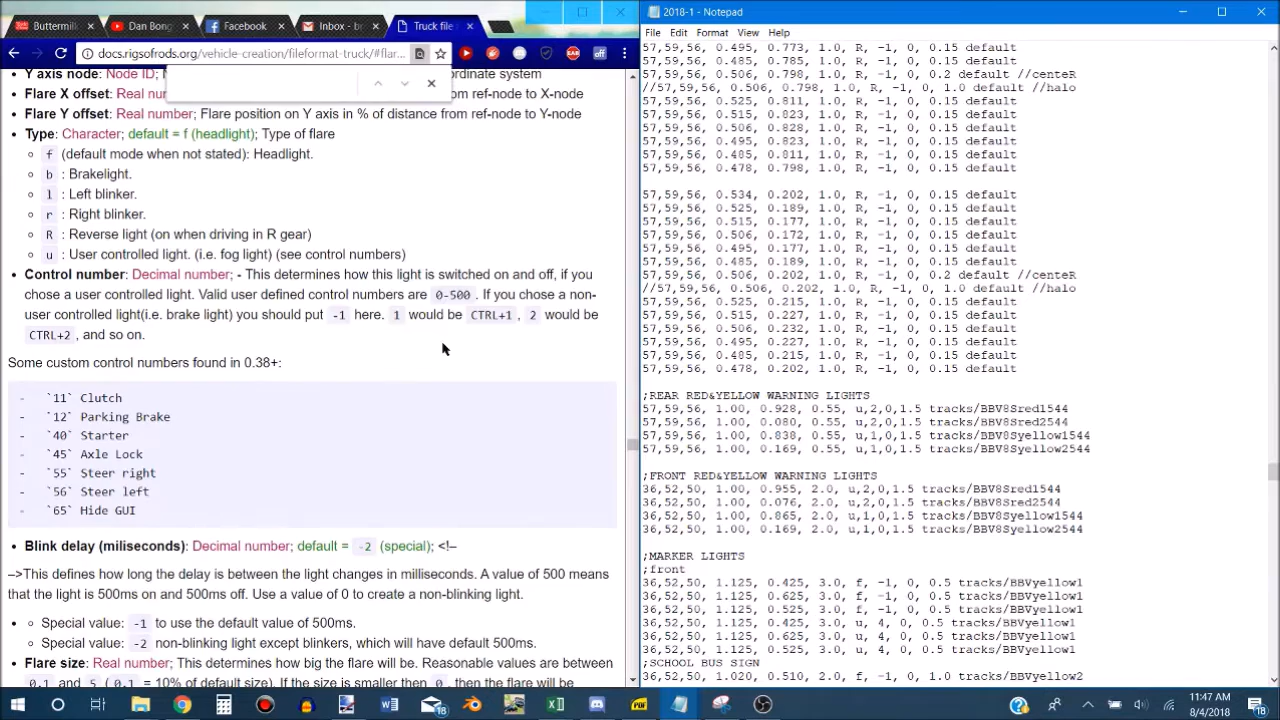 Buttermilk
Dan Bong
Facebook
Inbox - br
Truck file
docs.rigsofrods.org/vehicle-creation/fileformat-truck/#flar...
off
Y axis node: Node ID;
ordinate system
Flare X offset: Real num
from ref-node to X-node
Flare Y offset: Real number; Flare position on Y axis in % of distance from ref-node to Y-node
Type: Character; default = f (headlight); Type of flare
f (default mode when not stated): Headlight.
b : Brakelight.
l : Left blinker.
r : Right blinker.
R : Reverse light (on when driving in R gear)
u : User controlled light. (i.e. fog light) (see control numbers)
Control number: Decimal number; - This determines how this light is switched on and off, if you
chose a user controlled light. Valid user defined control numbers are 0-500 . If you chose a non-
user controlled light(i.e. brake light) you should put -1 here. 1 would be CTRL+1 , 2 would be
CTRL+2 , and so on.
Some custom control numbers found in 0.38+:
- `11` Clutch
- `12` Parking Brake
- `40` Starter
- `45` Axle Lock
- `55` Steer right
- `56` Steer left
- `65` Hide GUI
Blink delay (miliseconds): Decimal number; default = -2 (special); <!–
–>This defines how long the delay is between the light changes in milliseconds. A value of 500 means
that the light is 500ms on and 500ms off. Use a value of 0 to create a non-blinking light.
Special value: -1 to use the default value of 500ms.
Special value: -2 non-blinking light except blinkers, which will have default 500ms.
Flare size: Real number; This determines how big the flare will be. Reasonable values are between
0.1 and 5 ( 0.1 = 10% of default size). If the size is smaller then 0 , then the flare will be
2018-1 - Notepad
File Edit Format View Help
57,59,56, 0.495, 0.773, 1.0, R, -1, 0, 0.15 default
57,59,56, 0.485, 0.785, 1.0, R, -1, 0, 0.15 default
57,59,56, 0.506, 0.798, 1.0, R, -1, 0, 0.2 default //centeR
//57,59,56, 0.506, 0.798, 1.0, R, -1, 0, 1.0 default //halo
57,59,56, 0.525, 0.811, 1.0, R, -1, 0, 0.15 default
57,59,56, 0.515, 0.823, 1.0, R, -1, 0, 0.15 default
57,59,56, 0.506, 0.828, 1.0, R, -1, 0, 0.15 default
57,59,56, 0.495, 0.823, 1.0, R, -1, 0, 0.15 default
57,59,56, 0.485, 0.811, 1.0, R, -1, 0, 0.15 default
57,59,56, 0.478, 0.798, 1.0, R, -1, 0, 0.15 default
57,59,56, 0.534, 0.202, 1.0, R, -1, 0, 0.15 default
57,59,56, 0.525, 0.189, 1.0, R, -1, 0, 0.15 default
57,59,56, 0.515, 0.177, 1.0, R, -1, 0, 0.15 default
57,59,56, 0.506, 0.172, 1.0, R, -1, 0, 0.15 default
57,59,56, 0.495, 0.177, 1.0, R, -1, 0, 0.15 default
57,59,56, 0.485, 0.189, 1.0, R, -1, 0, 0.15 default
57,59,56, 0.506, 0.202, 1.0, R, -1, 0, 0.2 default //centeR
//57,59,56, 0.506, 0.202, 1.0, R, -1, 0, 1.0 default //halo
57,59,56, 0.525, 0.215, 1.0, R, -1, 0, 0.15 default
57,59,56, 0.515, 0.227, 1.0, R, -1, 0, 0.15 default
57,59,56, 0.506, 0.232, 1.0, R, -1, 0, 0.15 default
57,59,56, 0.495, 0.227, 1.0, R, -1, 0, 0.15 default
57,59,56, 0.485, 0.215, 1.0, R, -1, 0, 0.15 default
57,59,56, 0.478, 0.202, 1.0, R, -1, 0, 0.15 default
;REAR RED&YELLOW WARNING LIGHTS
57,59,56, 1.00, 0.928, 0.55, u,2,0,1.5 tracks/BBV8Sred1544
57,59,56, 1.00, 0.080, 0.55, u,2,0,1.5 tracks/BBV8Sred2544
57,59,56, 1.00, 0.838, 0.55, u,1,0,1.5 tracks/BBV8Syellow1544
57,59,56, 1.00, 0.169, 0.55, u,1,0,1.5 tracks/BBV8Syellow2544
;FRONT RED&YELLOW WARNING LIGHTS
36,52,50, 1.00, 0.955, 2.0, u,2,0,1.5 tracks/BBV8Sred1544
36,52,50, 1.00, 0.076, 2.0, u,2,0,1.5 tracks/BBV8Sred2544
36,52,50, 1.00, 0.865, 2.0, u,1,0,1.5 tracks/BBV8Syellow1544
36,52,50, 1.00, 0.169, 2.0, u,1,0,1.5 tracks/BBV8Syellow2544
;MARKER LIGHTS
;front
36,52,50, 1.125, 0.425, 3.0, f, -1, 0, 0.5 tracks/BBVyellow1
36,52,50, 1.125, 0.625, 3.0, f, -1, 0, 0.5 tracks/BBVyellow1
36,52,50, 1.125, 0.525, 3.0, f, -1, 0, 0.5 tracks/BBVyellow1
36,52,50, 1.125, 0.425, 3.0, u, 4, 0, 0.5 tracks/BBVyellow1
36,52,50, 1.125, 0.625, 3.0, u, 4, 0, 0.5 tracks/BBVyellow1
36,52,50, 1.125, 0.525, 3.0, u, 4, 0, 0.5 tracks/BBVyellow1
;SCHOOL BUS SIGN
36,52,50, 1.020, 0.510, 2.0, f, -1, 0, 1.0 tracks/BBVyellow2
18
11:47 AM
8/4/2018
18